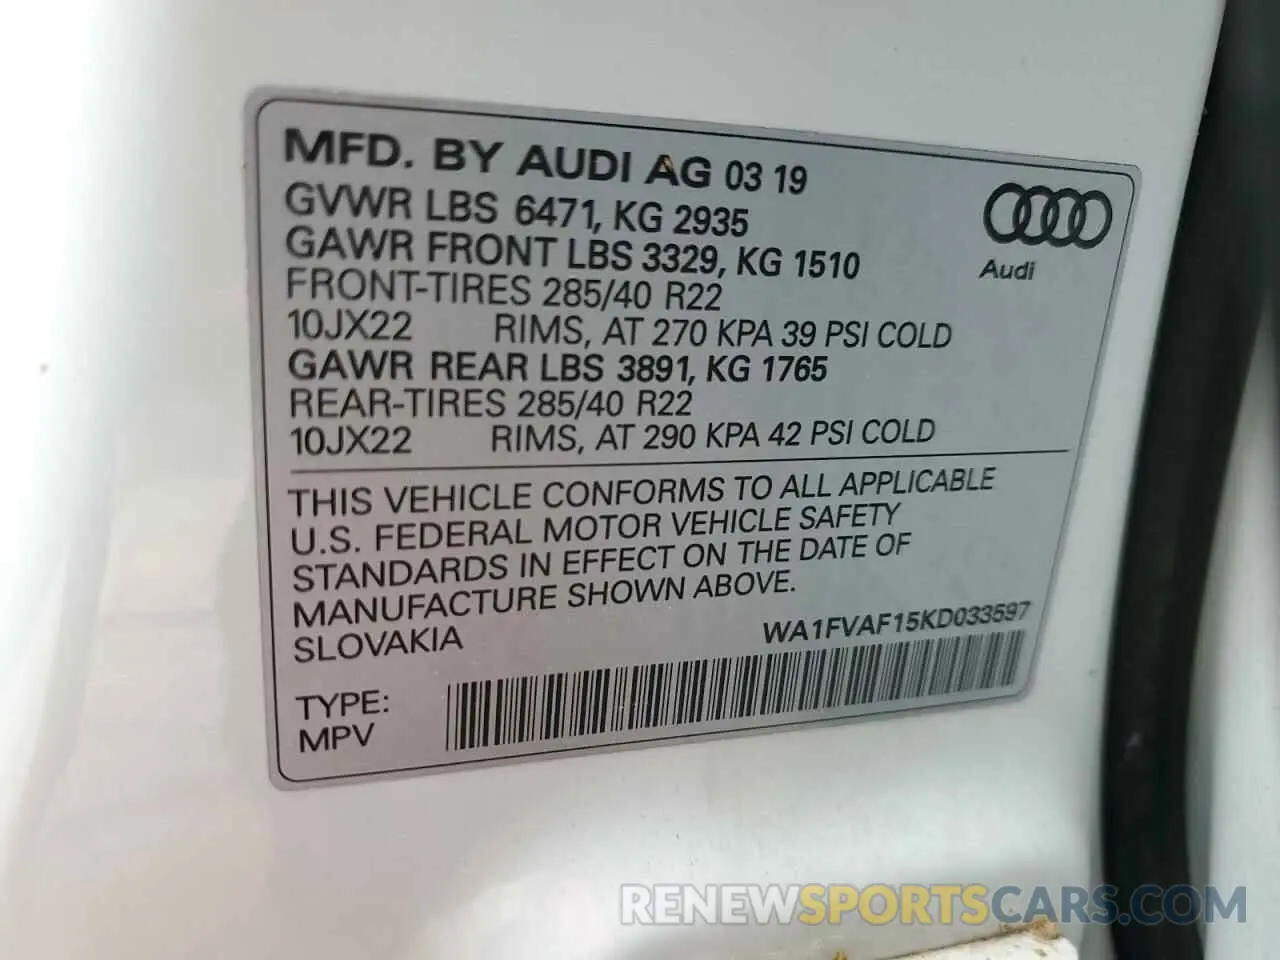 MFD. BY AUDI AG 03 19
GVWR LBS 6471, KG 2935
GAWR FRONT LBS 3329, KG 1510
FRONT-TIRES 285/40 R22
10JX22 RIMS, AT 270 KPA 39 PSI COLD
GAWR REAR LBS 3891, KG 1765
REAR-TIRES 285/40 R22
10JX22 RIMS, AT 290 KPA 42 PSI COLD
Audi
THIS VEHICLE CONFORMS TO ALL APPLICABLE
U.S. FEDERAL MOTOR VEHICLE SAFETY
STANDARDS IN EFFECT ON THE DATE OF
MANUFACTURE SHOWN ABOVE.
SLOVAKIA
WA1FVAF15KD033597
TYPE:
MPV
RENEWSPORTSCARS.COM